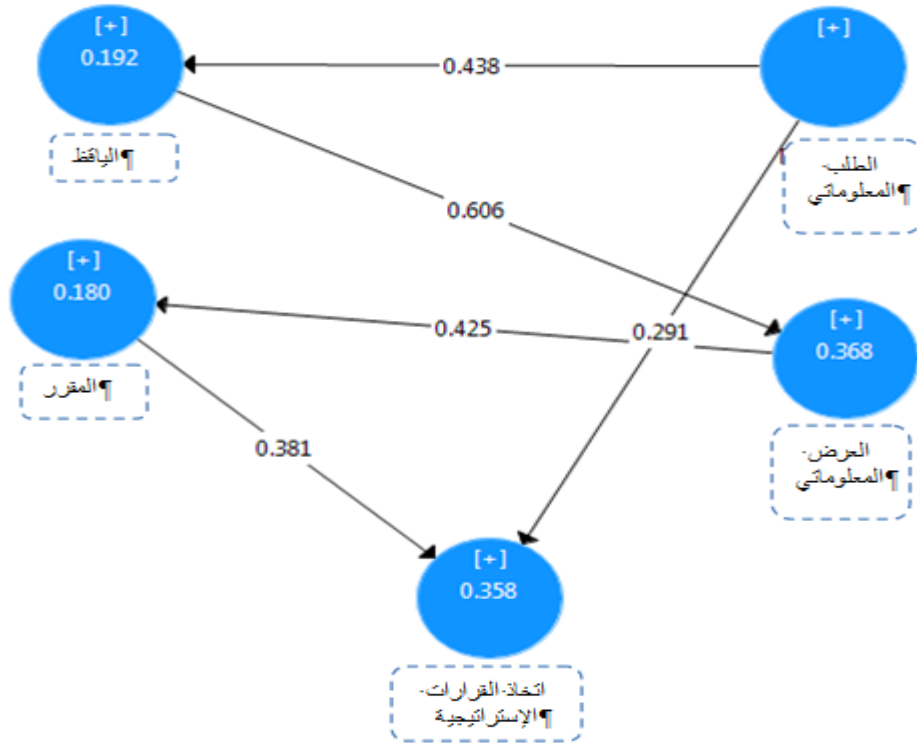 [+]
0.192
الياقظ¶
0.438
[+]
الطلب-
المعلوماتي¶
0.606
[+]
0.180
المقرر¶
0.425
0.291
[+]
0.368
العرض-
المعلوماتي¶
0.381
[+]
0.358
اتخاذ-القرارات-
الإستراتيجية¶